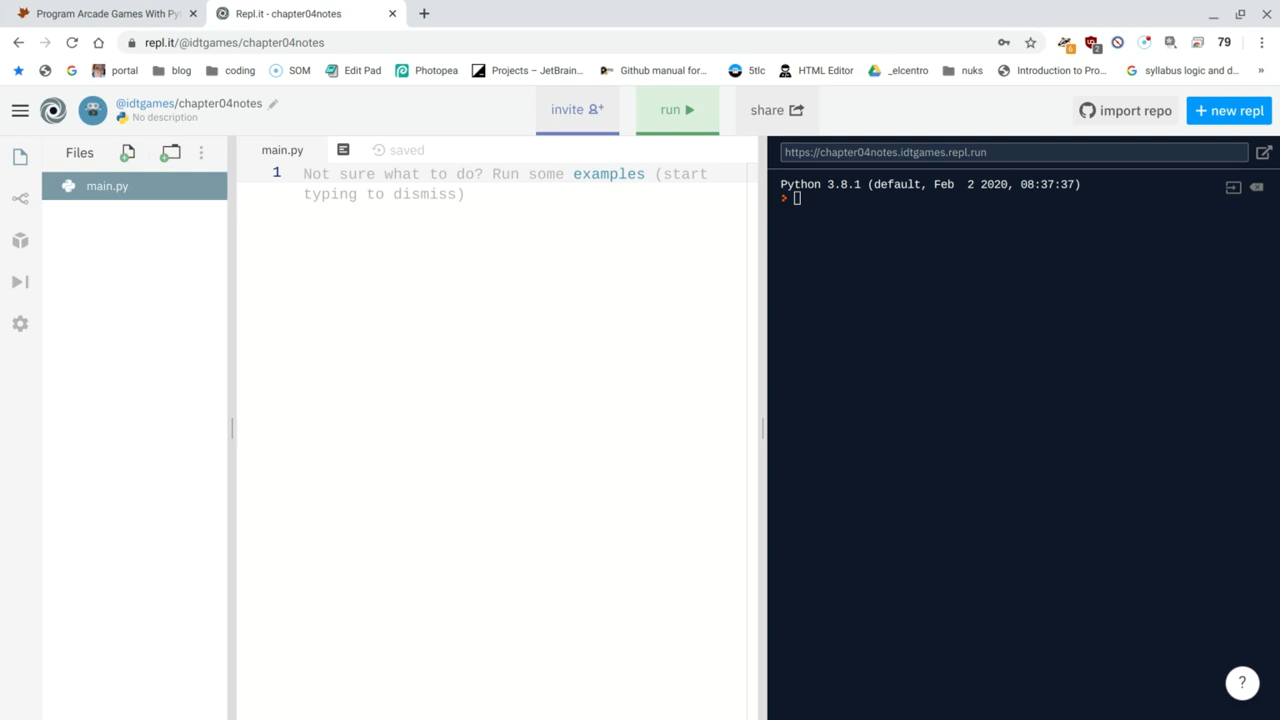 Program Arcade Games With Py
Repl.it - chapter04notes
repl.it/@idtgames/chapter04notes
6
2
79
portal
blog
coding
SOM
Edit Pad
Photopea
Projects – JetBrain...
Github manual for...
5tlc
HTML Editor
_elcentro
nuks
Introduction to Pro...
syllabus logic and d...
»
@idtgames/chapter04notes
No description
invite
run
share
import repo
+ new repl
Files
main.py
main.py
saved
1 Not sure what to do? Run some examples (start
typing to dismiss)
https://chapter04notes.idtgames.repl.run
Python 3.8.1 (default, Feb  2 2020, 08:37:37)
>
?